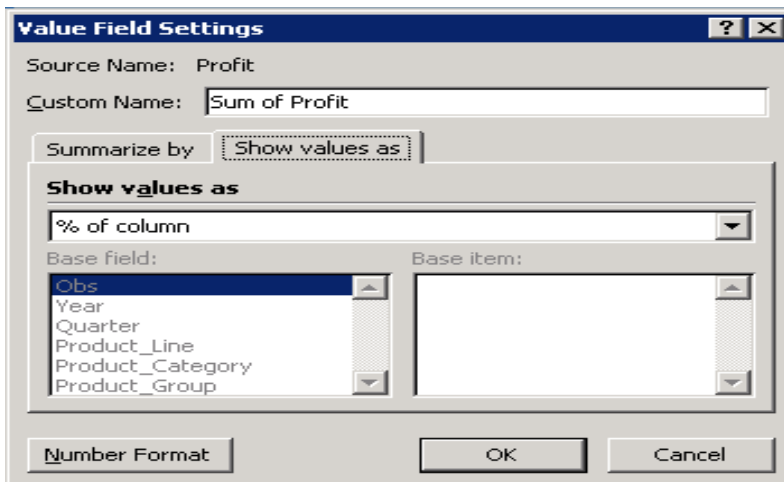 Value Field Settings
Source Name: Profit
Custom Name: Sum of Profit
Summarize by Show values as
Show values as
% of column
Base field: Base item:
Obs
Year
Quarter
Product_Line
Product_Category
Product_Group
Number Format OK Cancel